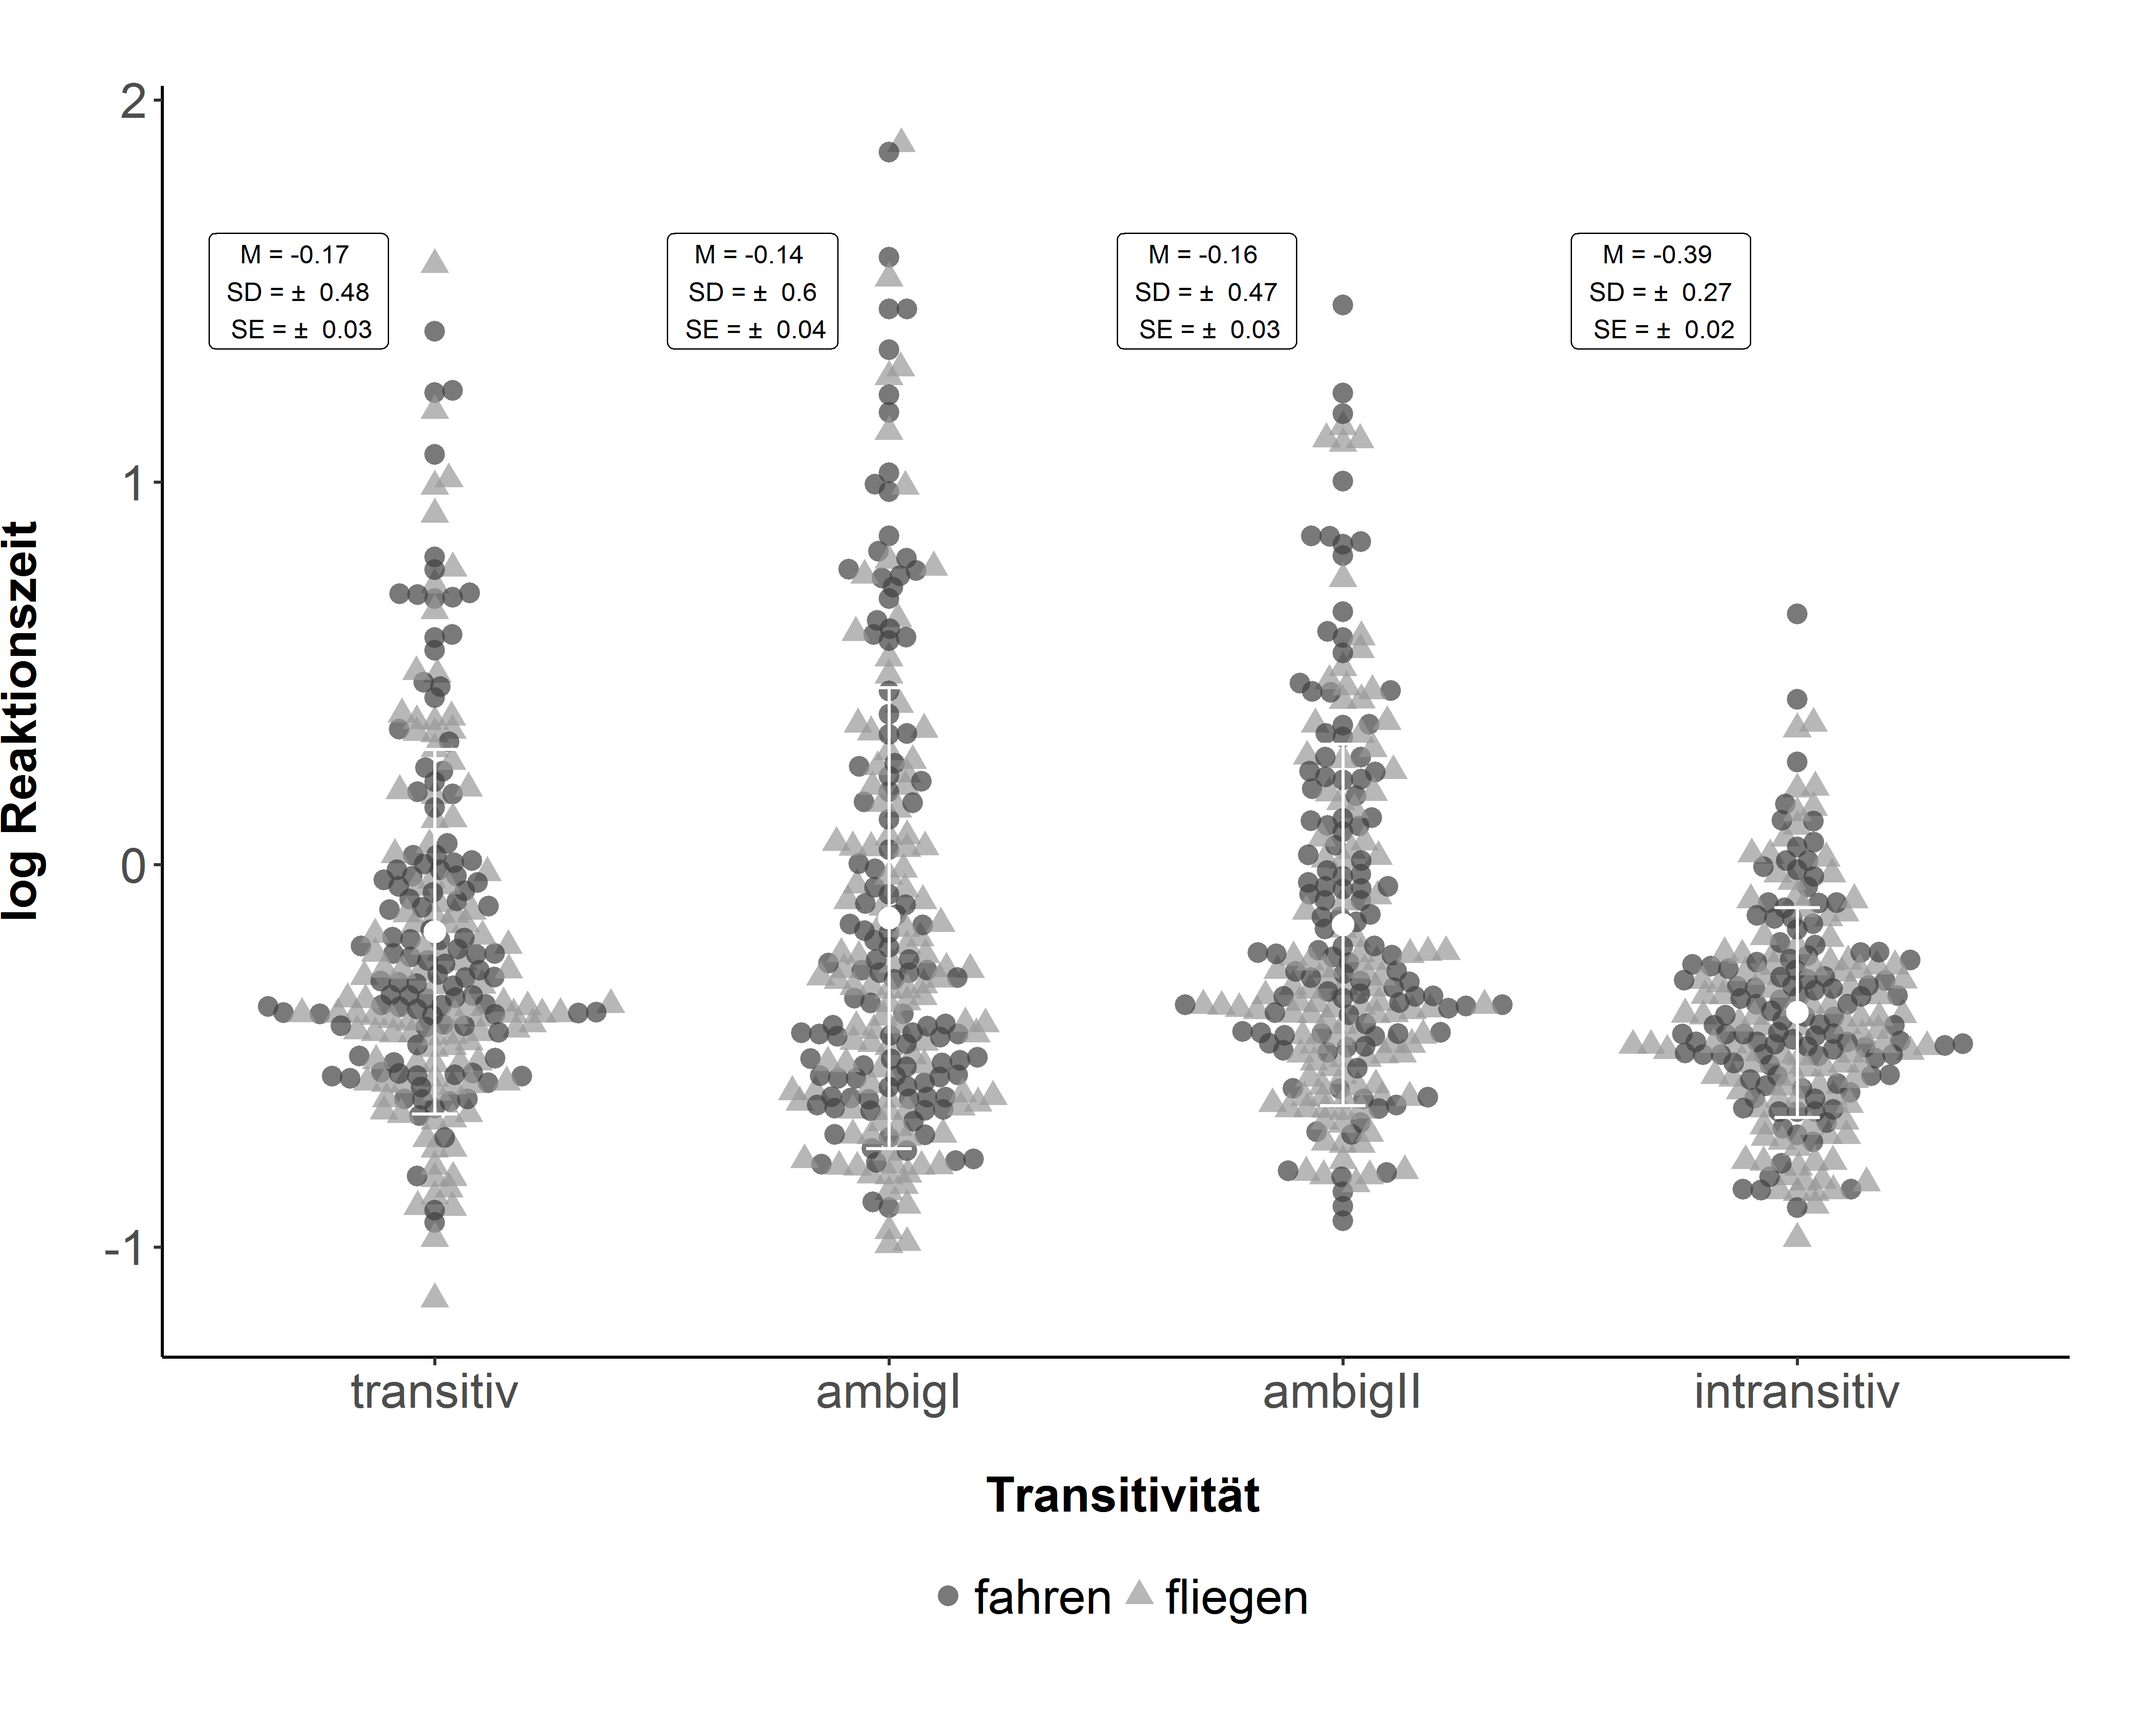 2
1
0
-1
log Reaktionszeit
M = -0.17
SD = ± 0.48
SE = ± 0.03
M = -0.14
SD = ± 0.6
SE = ± 0.04
M = -0.16
SD = ± 0.47
SE = ± 0.03
M = -0.39
SD = ± 0.27
SE = ± 0.02
transitiv
ambigI
ambigII
intransitiv
Transitivität
fahren
fliegen